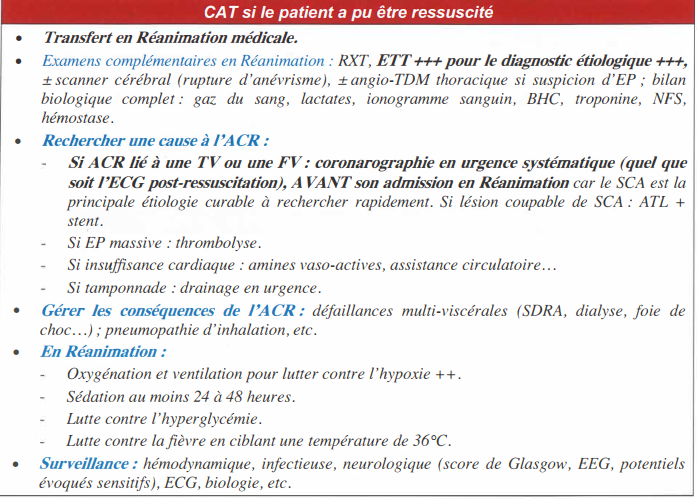 CAT si le patient a pu être ressuscité
• Transfert en Réanimation médicale.
• Examens complémentaires en Réanimation : RXT, ETT +++ pour le diagnostic étiologique +++,
± scanner cérébral (rupture d'anévrisme), ± angio-TDM thoracique si suspicion d'EP ; bilan
biologique complet : gaz du sang, lactates, ionogramme sanguin, BHC, troponine, NFS,
hémostase.
• Rechercher une cause à l'ACR :
- Si ACR lié à une TV ou une FV : coronarographie en urgence systématique (quel que
soit l'ECG post-ressuscitation), AVANT son admission en Réanimation car le SCA est la
principale étiologie curable à rechercher rapidement. Si lésion coupable de SCA : ATL +
stent.
- Si EP massive : thrombolyse.
- Si insuffisance cardiaque : amines vaso-actives, assistance circulatoire…
- Si tamponnade : drainage en urgence.
• Gérer les conséquences de l'ACR : défaillances multi-viscérales (SDRA, dialyse, foie de
choc…) ; pneumopathie d'inhalation, etc.
• En Réanimation :
- Oxygénation et ventilation pour lutter contre l'hypoxie ++.
- Sédation au moins 24 à 48 heures.
- Lutte contre l'hyperglycémie.
- Lutte contre la fièvre en ciblant une température de 36°C.
• Surveillance : hémodynamique, infectieuse, neurologique (score de Glasgow, EEG, potentiels
évoqués sensitifs), ECG, biologie, etc.